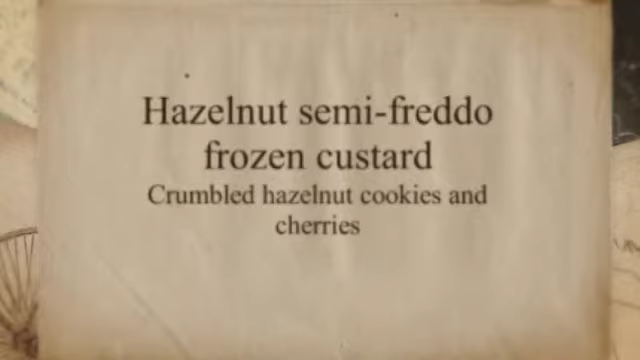 Hazelnut semi-freddo
frozen custard
Crumbled hazelnut cookies and
cherries